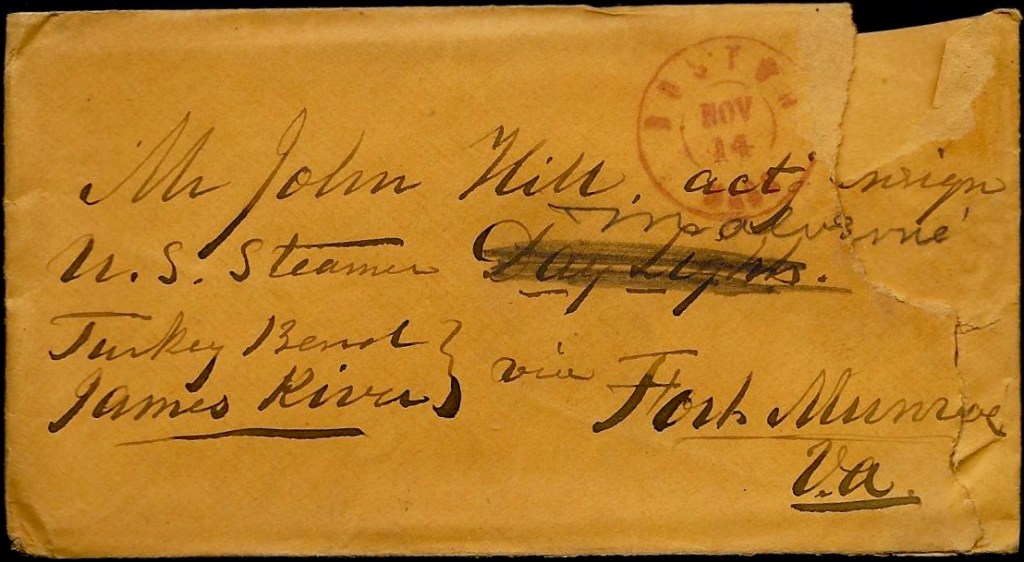 BOSTON
NOV
14
Mr John Hill, act ensign
Malvern
U.S. Steamer Day Light.
Turkey Bend
James River } via Fort Munroe
Va.